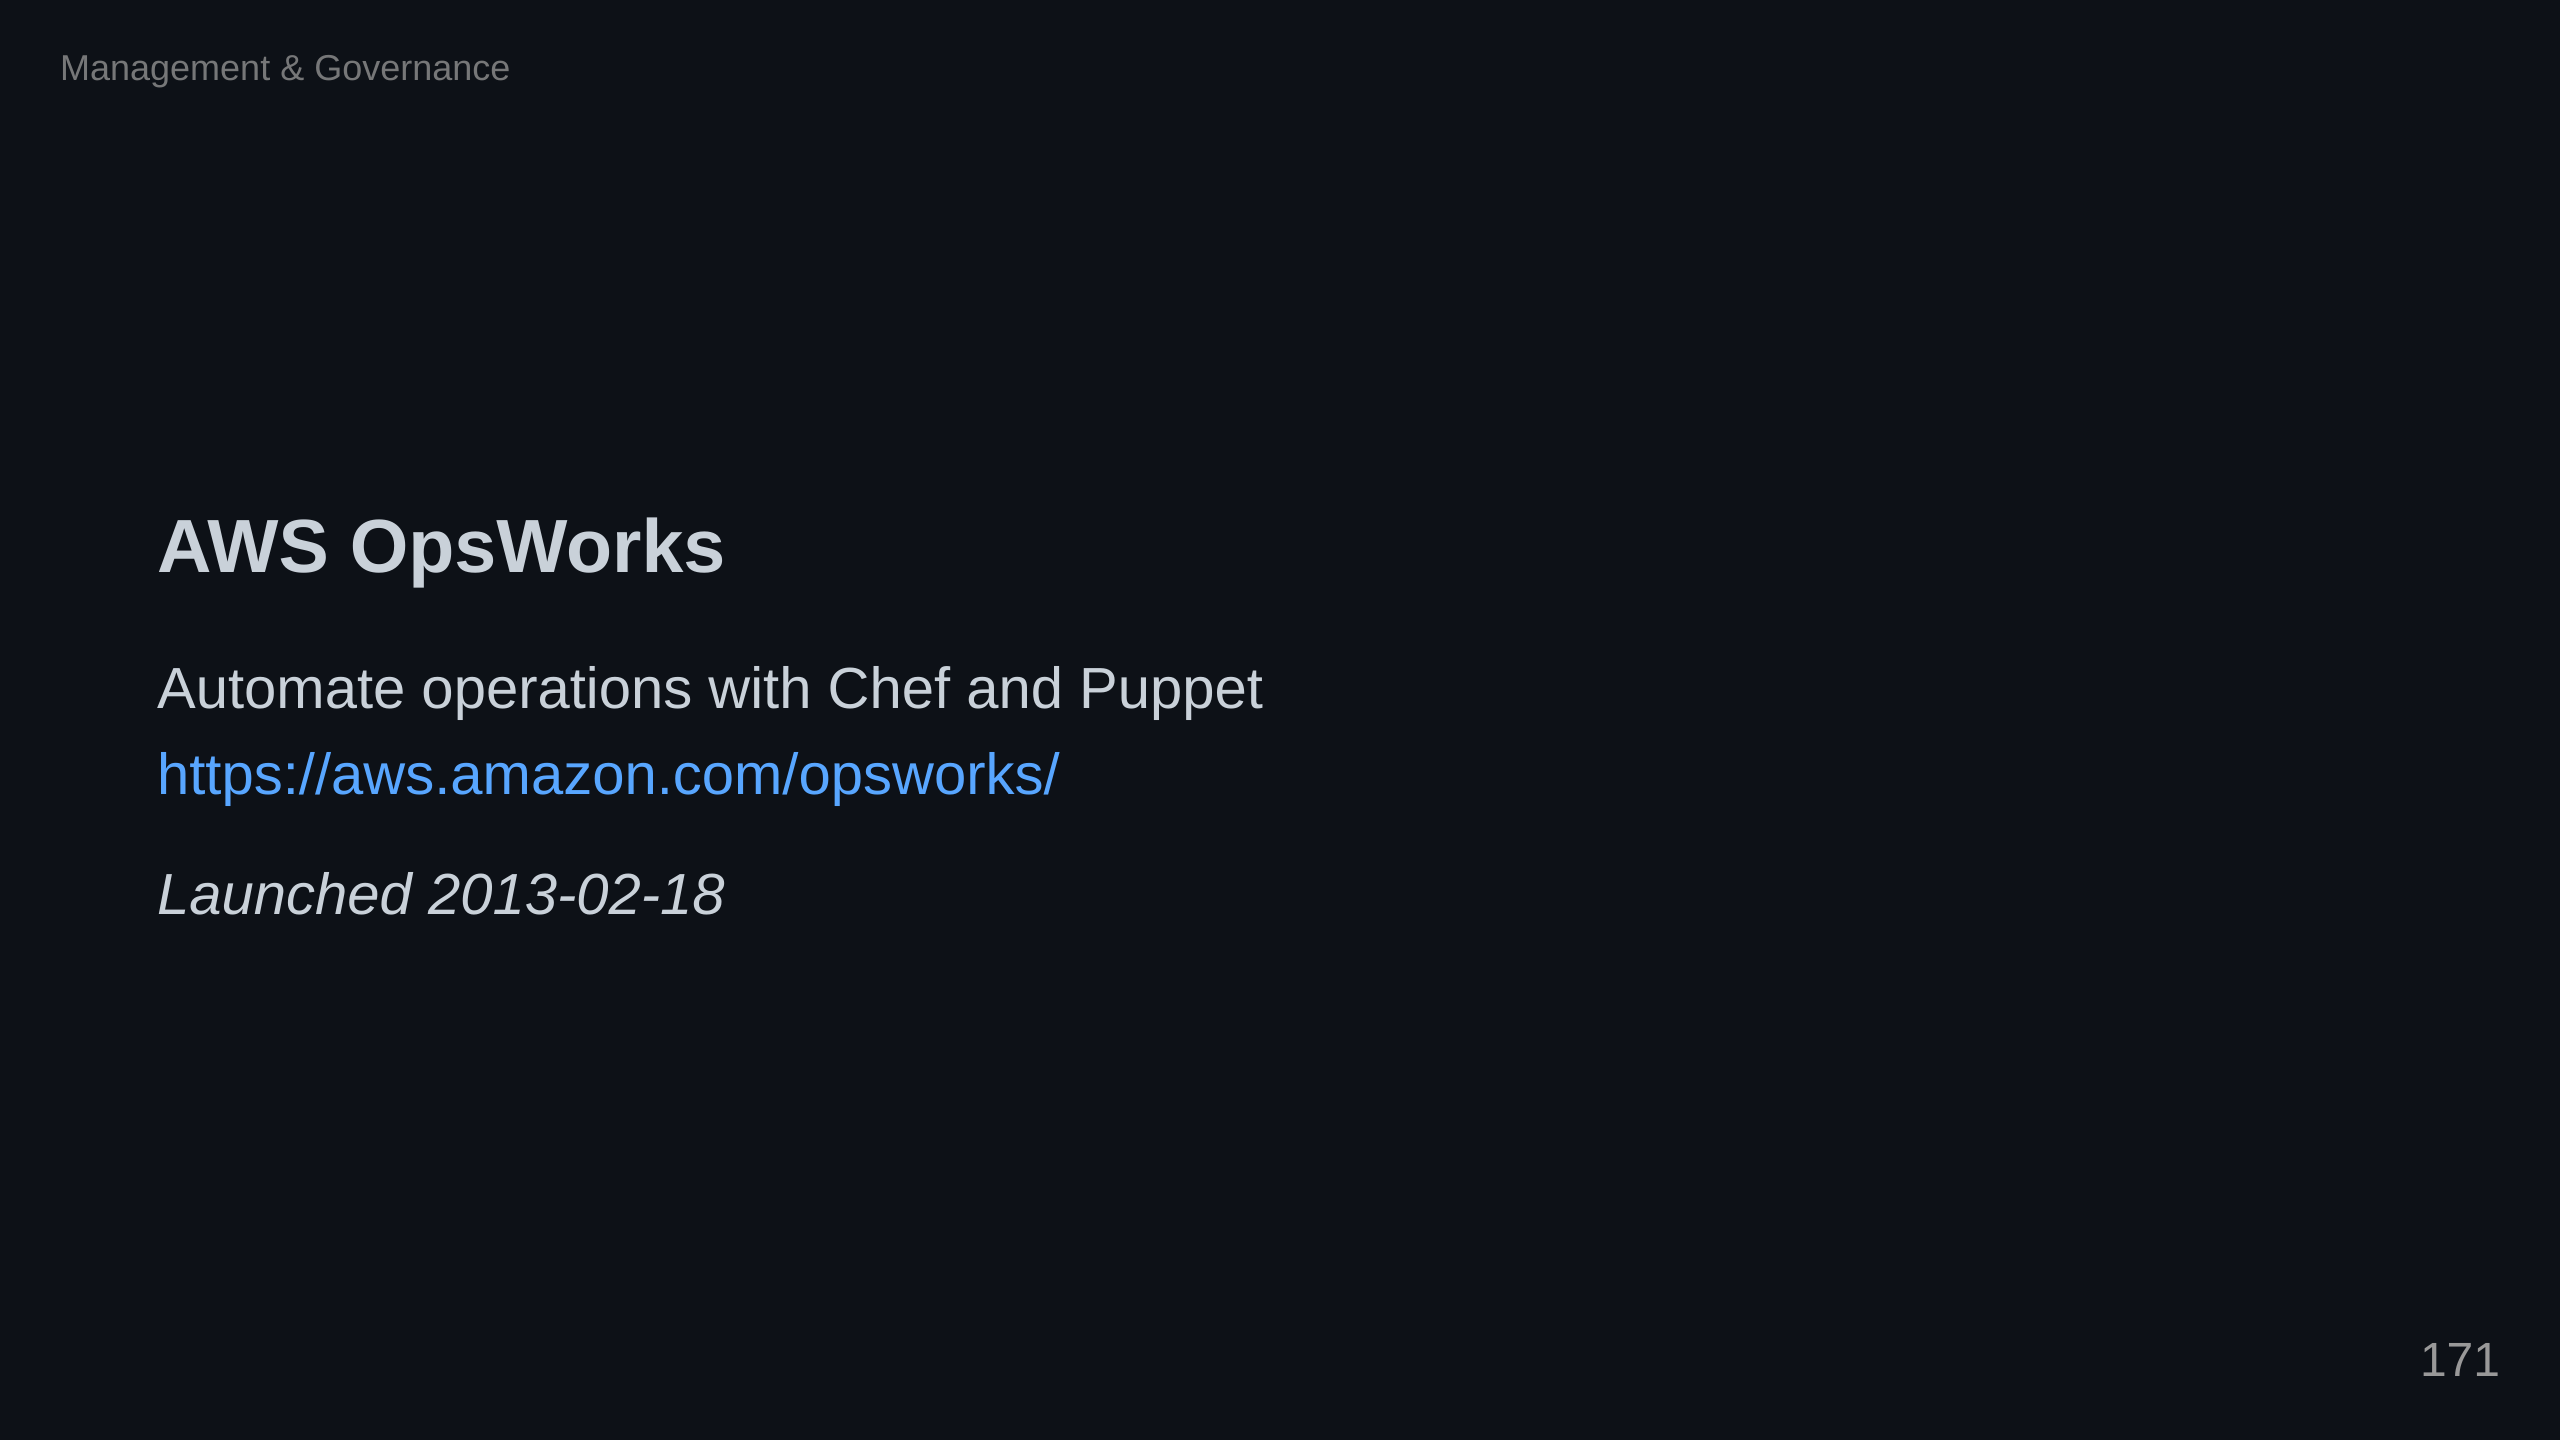 Management & Governance
AWS OpsWorks
Automate operations with Chef and Puppet
https://aws.amazon.com/opsworks/
Launched 2013-02-18
171